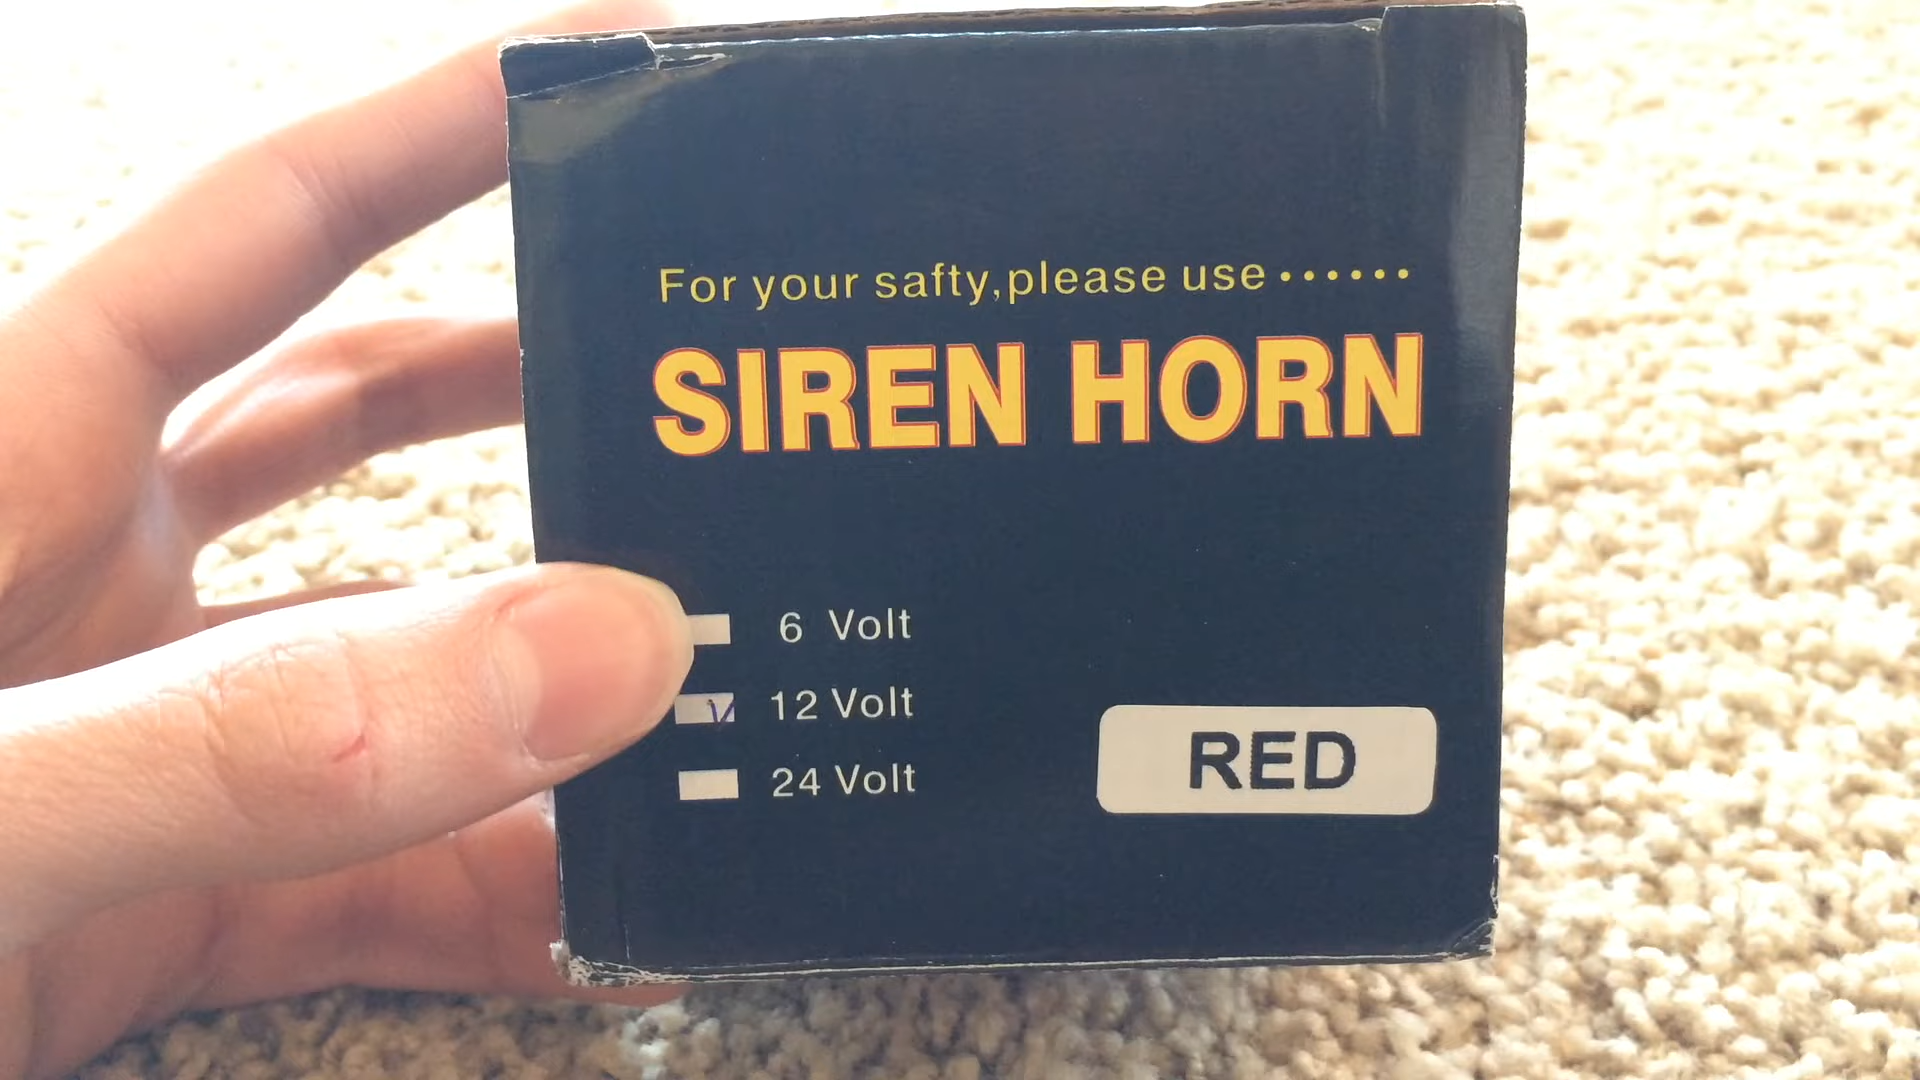 For your safty,please use ······
SIREN HORN
6 Volt
12 Volt
24 Volt
RED